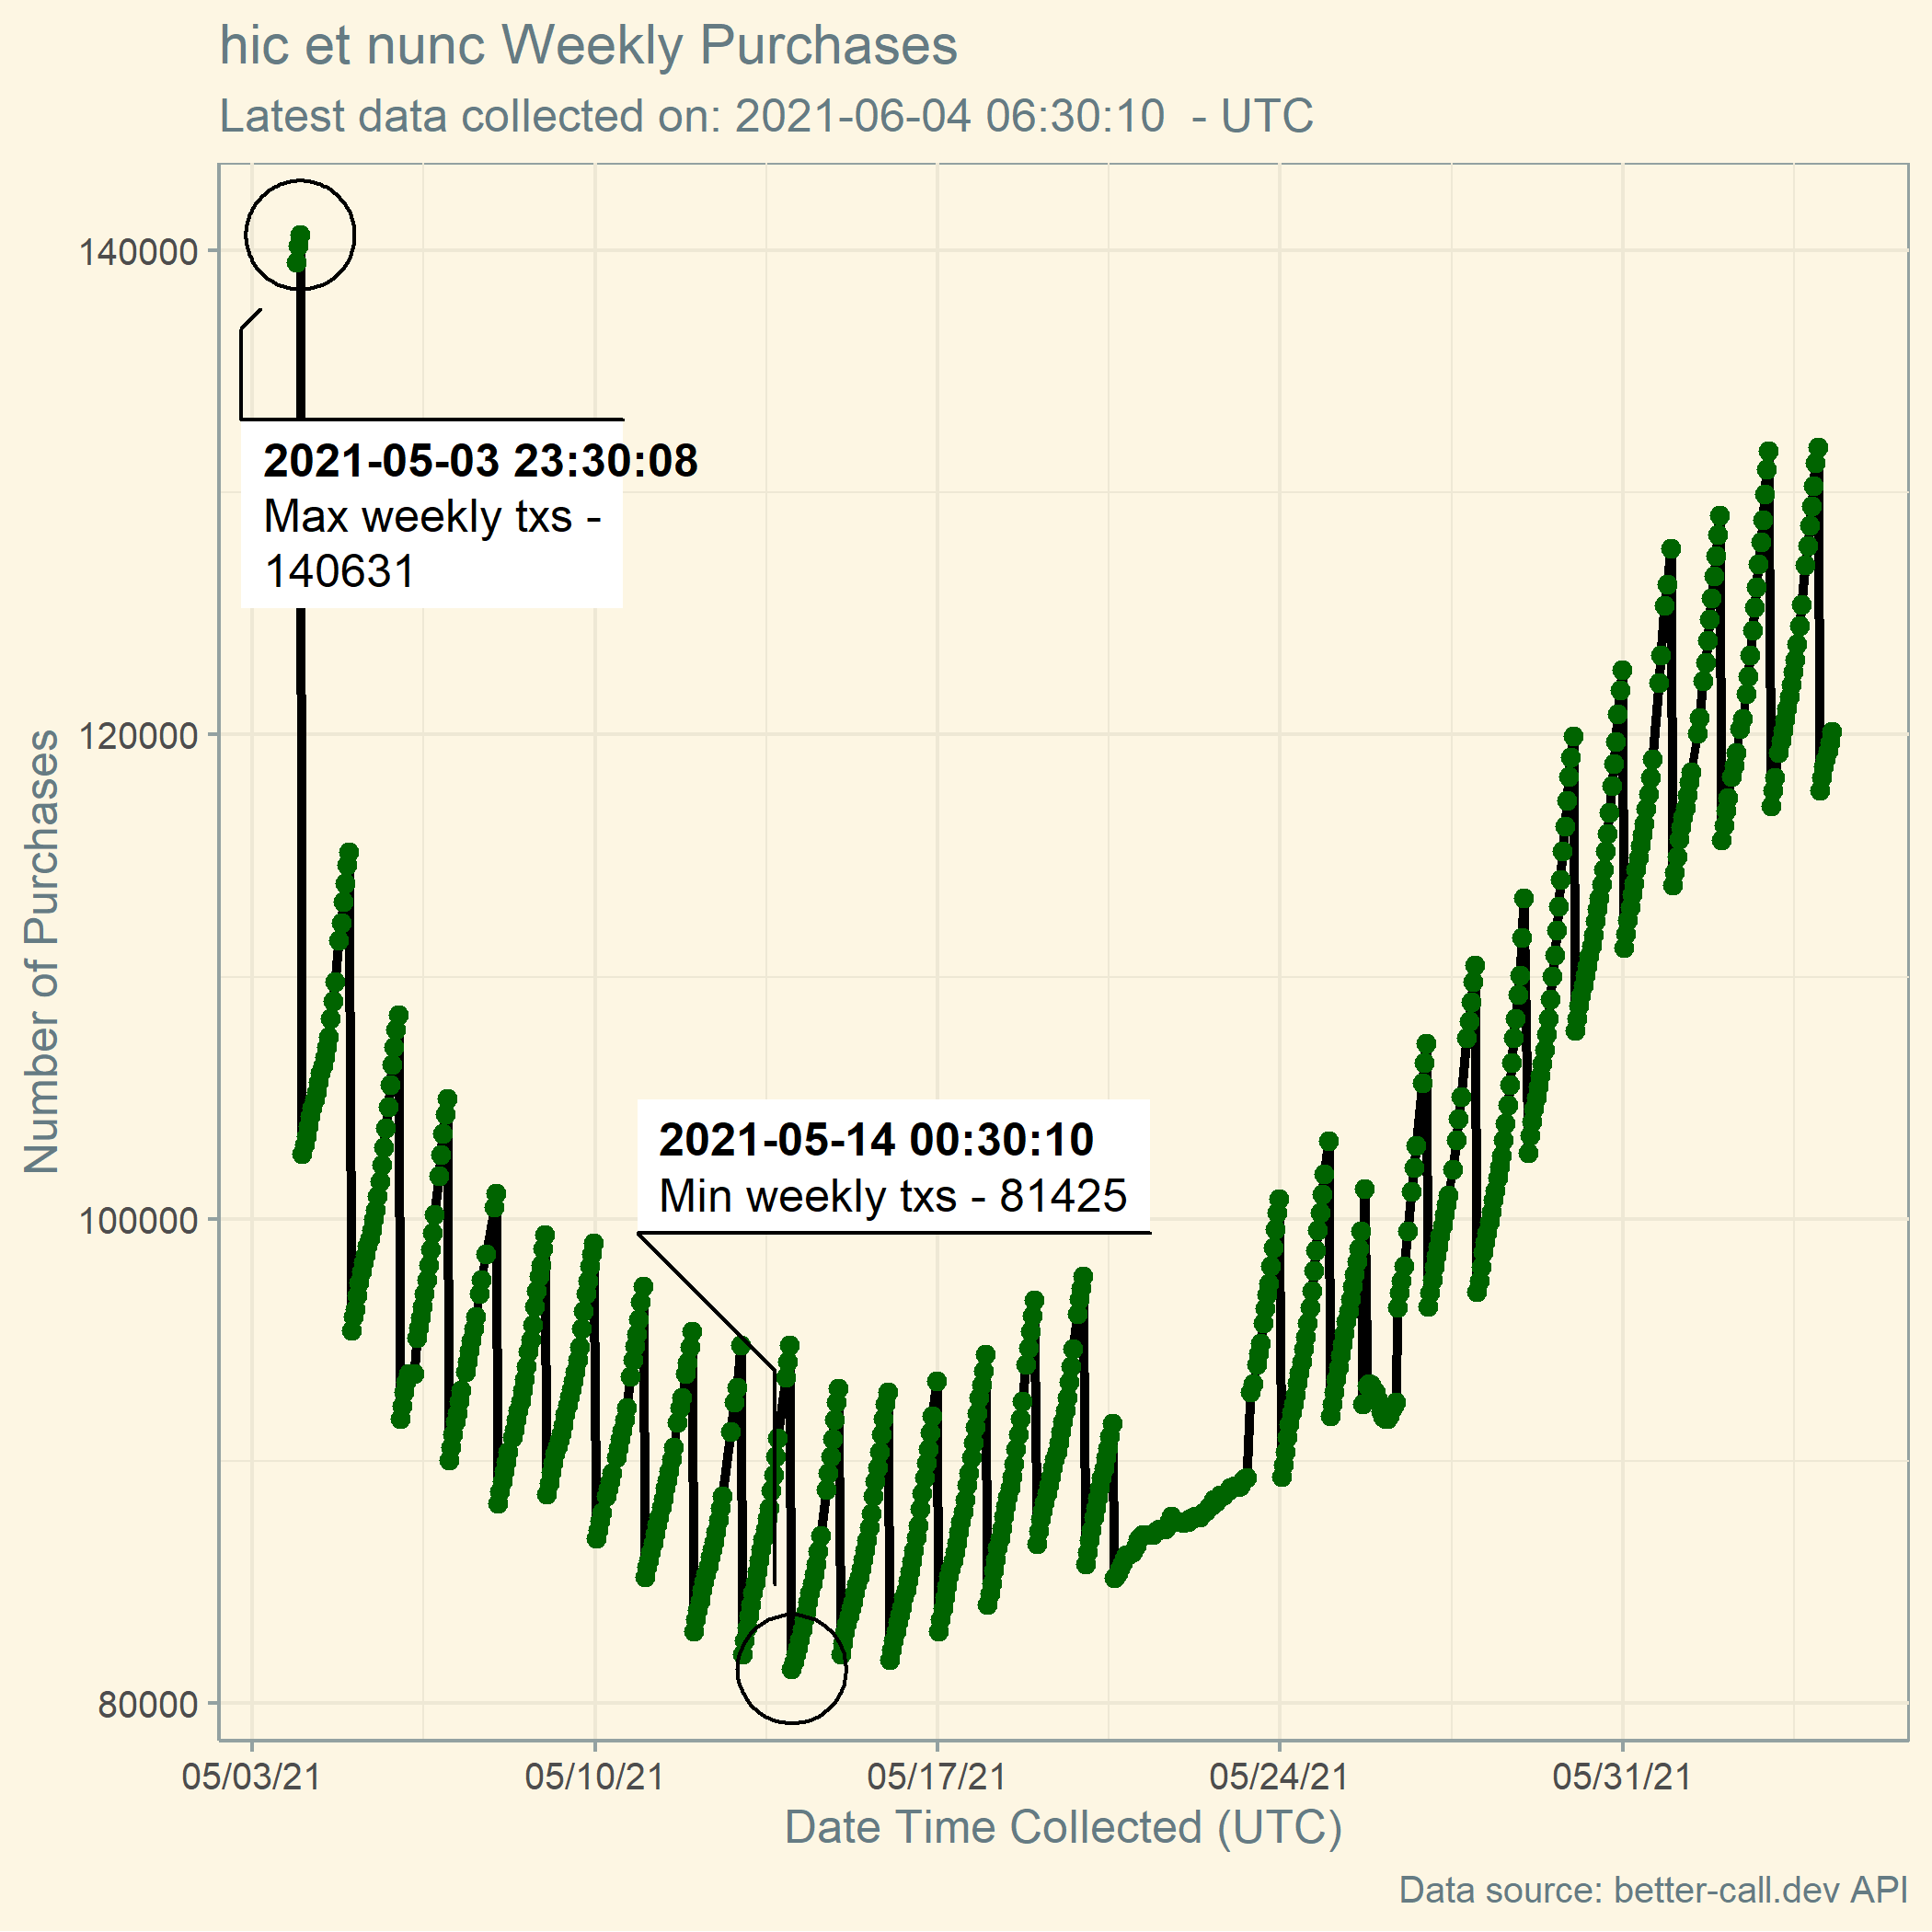 hic et nunc Weekly Purchases
Latest data collected on: 2021-06-04 06:30:10  - UTC
140000
120000
100000
80000
Number of Purchases
2021-05-03 23:30:08
Max weekly txs -
140631
2021-05-14 00:30:10
Min weekly txs - 81425
05/03/21
05/10/21
05/17/21
05/24/21
05/31/21
Date Time Collected (UTC)
Data source: better-call.dev API